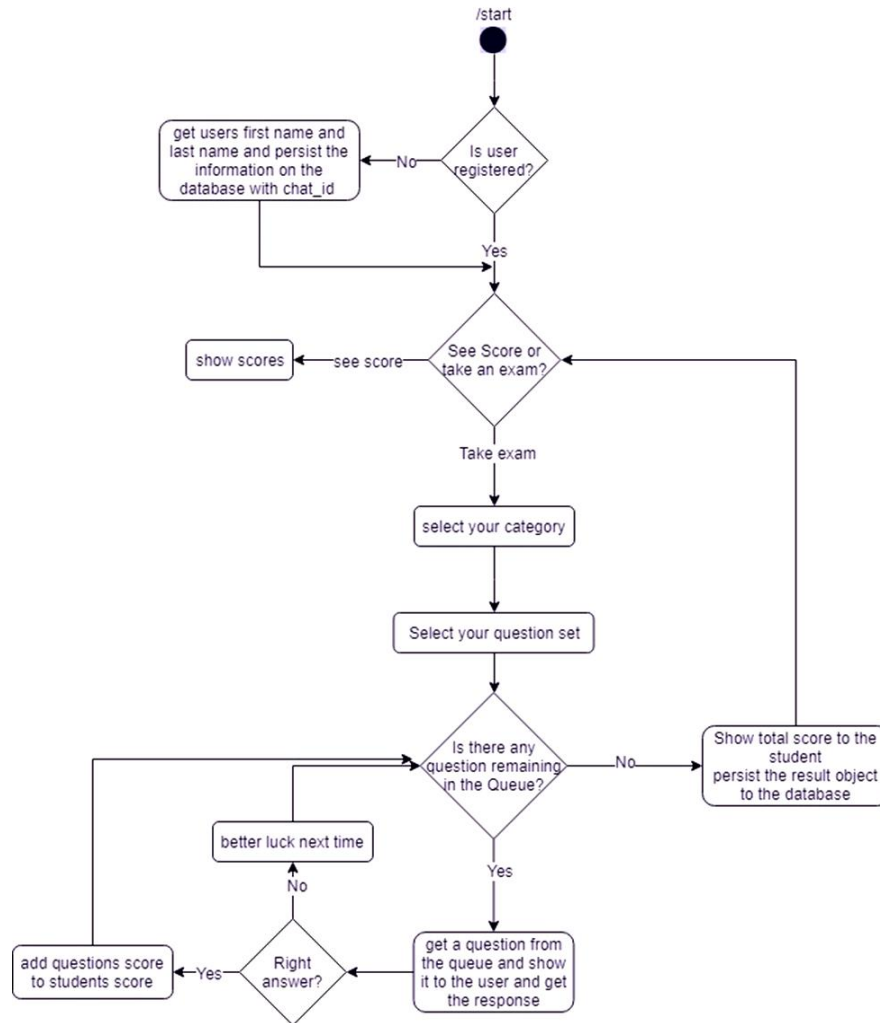 /start
Is user
registered?
No
get users first name and
last name and persist the
information on the
database with chat_id
Yes
See Score or
take an exam?
see score
show scores
Take exam
select your category
Select your question set
Is there any
question remaining
in the Queue?
No
Show total score to the
student
persist the result object
to the database
Yes
get a question from
the queue and show
it to the user and get
the response
Right
answer?
No
better luck next time
Yes
add questions score
to students score